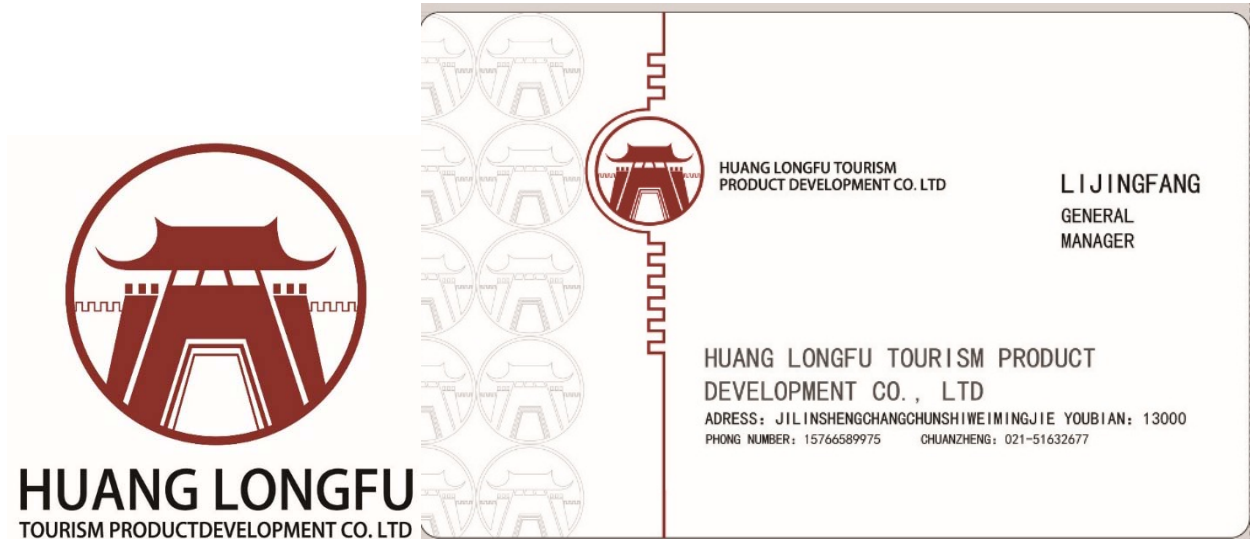 HUANG LONGFU
TOURISM PRODUCTDEVELOPMENT CO. LTD
HUANG LONGFU TOURISM
PRODUCT DEVELOPMENT CO. LTD
LIJINGFANG
GENERAL
MANAGER
HUANG LONGFU TOURISM PRODUCT
DEVELOPMENT CO., LTD
ADRESS: JILINSHENGCHANGCHUNSHIWEIMINGJIE YOUBIAN: 13000
PHONG NUMBER: 15766589975 CHUANZHENG: 021-51632677